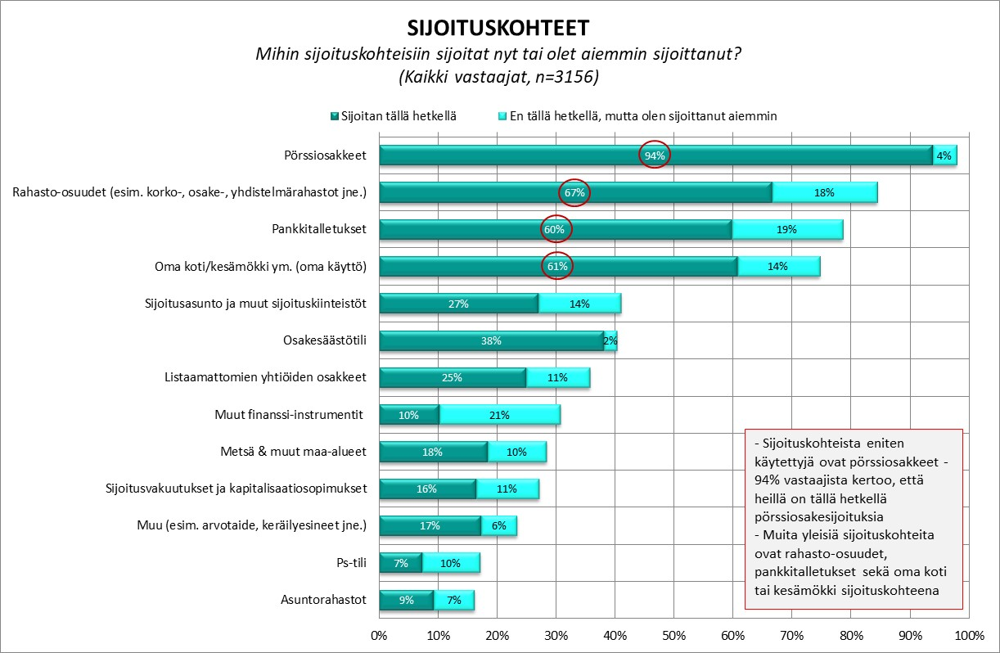 SIJOITUSKOHTEET
Mihin sijoituskohteisiin sijoitat nyt tai olet aiemmin sijoittanut?
(Kaikki vastaajat, n=3156)
Sijoitan tällä hetkellä
En tällä hetkellä, mutta olen sijoittanut aiemmin
Pörssiosakkeet 94% 4%
Rahasto-osuudet (esim. korko-, osake-, yhdistelmärahastot jne.) 67% 18%
Pankkitalletukset 60% 19%
Oma koti/kesämökki ym. (oma käyttö) 61% 14%
Sijoitusasunto ja muut sijoituskiinteistöt 27% 14%
Osakesäästötili 38% 2%
Listaamattomien yhtiöiden osakkeet 25% 11%
Muut finanssi-instrumentit 10% 21%
Metsä & muut maa-alueet 18% 10%
Sijoitusvakuutukset ja kapitalisaatiosopimukset 16% 11%
Muu (esim. arvotaide, keräilyesineet jne.) 17% 6%
Ps-tili 7% 10%
Asuntorahastot 9% 7%
0% 10% 20% 30% 40% 50% 60% 70% 80% 90% 100%
- Sijoituskohteista eniten
käytettyjä ovat pörssiosakkeet -
94% vastaajista kertoo, että
heillä on tällä hetkellä
pörssiosakesijoituksia
- Muita yleisiä sijoituskohteita
ovat rahasto-osuudet,
pankkitalletukset sekä oma koti
tai kesämökki sijoituskohteena